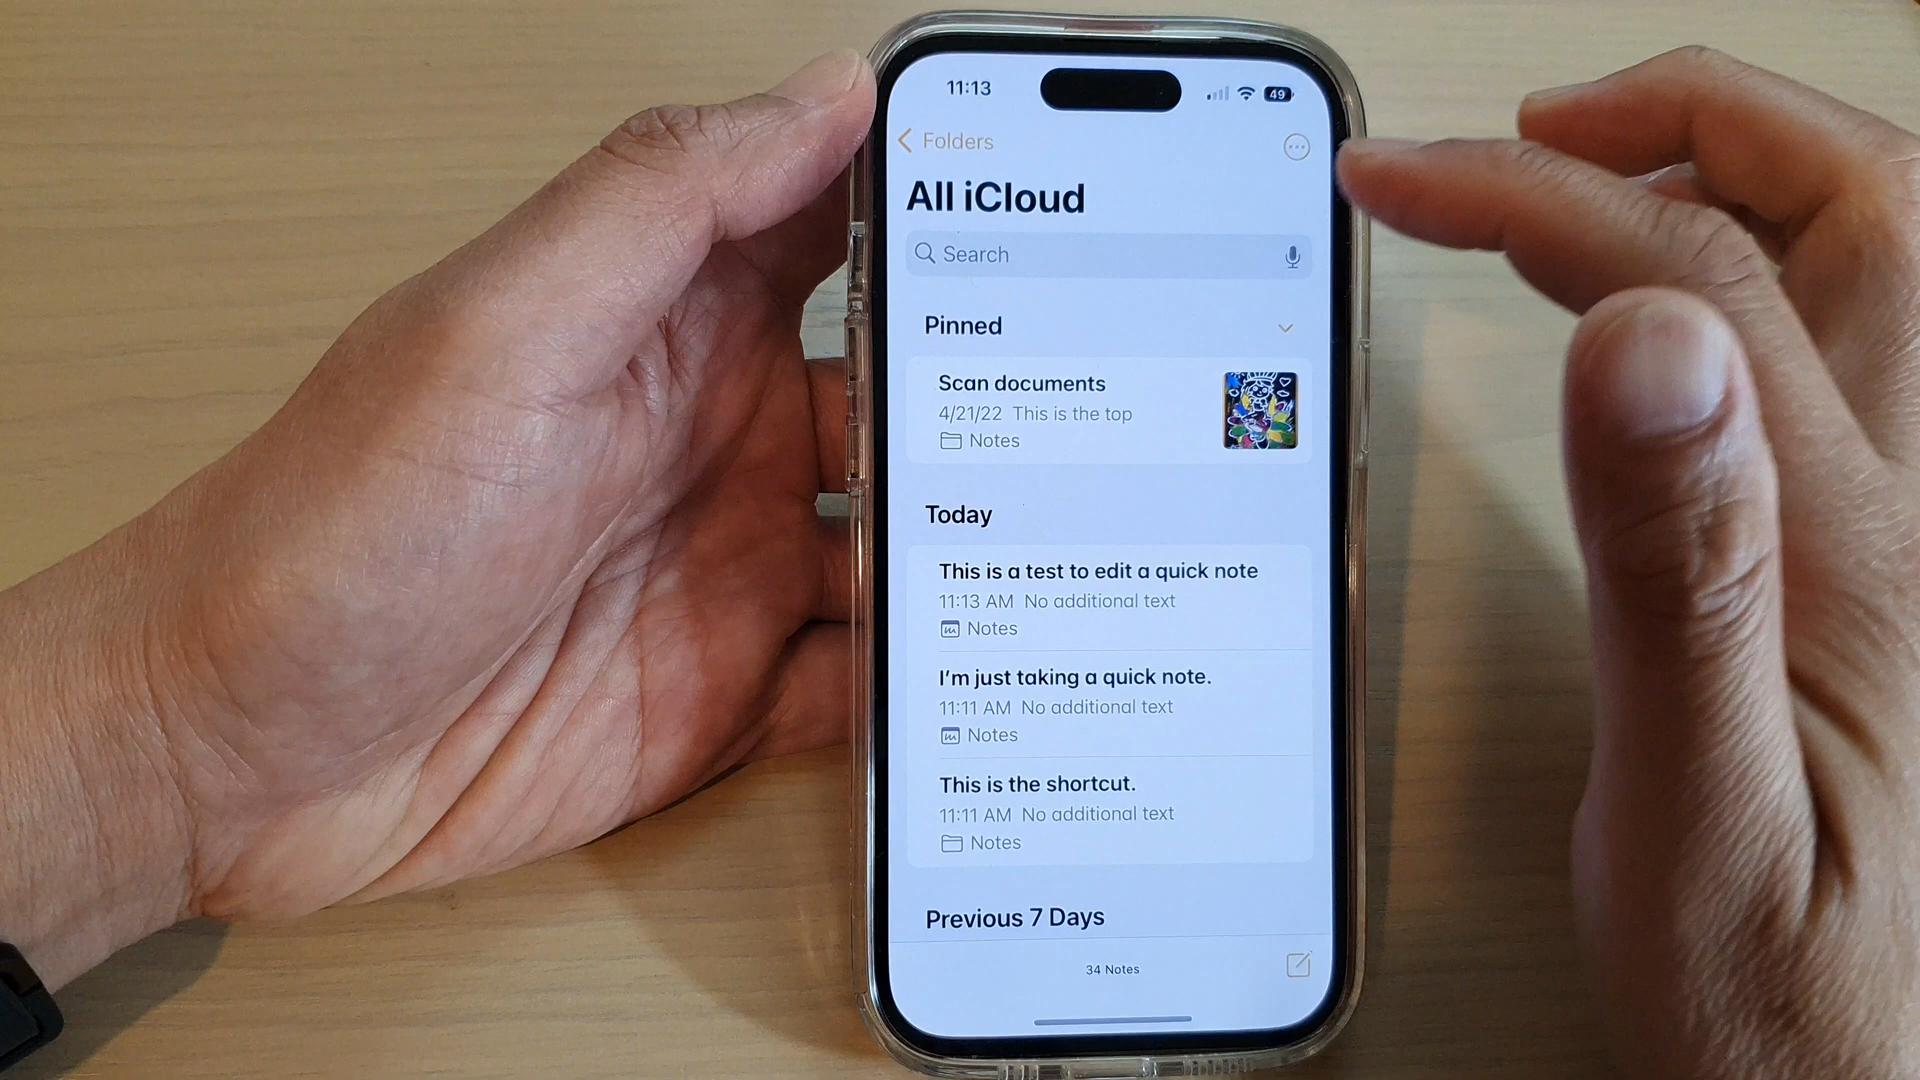 11:13
49
Folders
All iCloud
Search
Pinned
Scan documents
4/21/22 This is the top
Notes
Today
This is a test to edit a quick note
11:13 AM No additional text
Notes
I'm just taking a quick note.
11:11 AM No additional text
Notes
This is the shortcut.
11:11 AM No additional text
Notes
Previous 7 Days
34 Notes